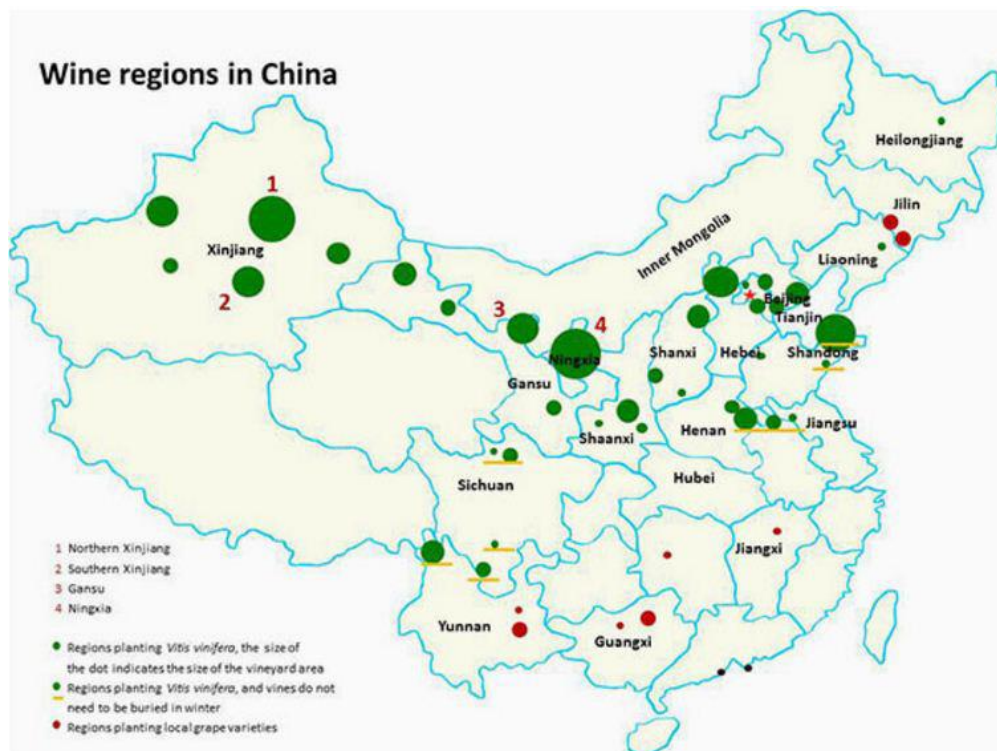 Wine regions in China
Heilongjiang
1
Jilin
Inner Mongolia
Xinjiang
Liaoning
2
Beijing
3
4
Tianjin
Ningxia
Shanxi
Hebei
Shandong
Gansu
Shaanxi
Henan
Jiangsu
Sichuan
Hubei
Jiangxi
Yunnan
Guangxi
1 Northern Xinjiang
2 Southern Xinjiang
3 Gansu
4 Ningxia
Regions planting Vitis vinifera, the size of
the dot indicates the size of the vineyard area
Regions planting Vitis vinifera, and vines do not
need to be buried in winter
Regions planting local grape varieties